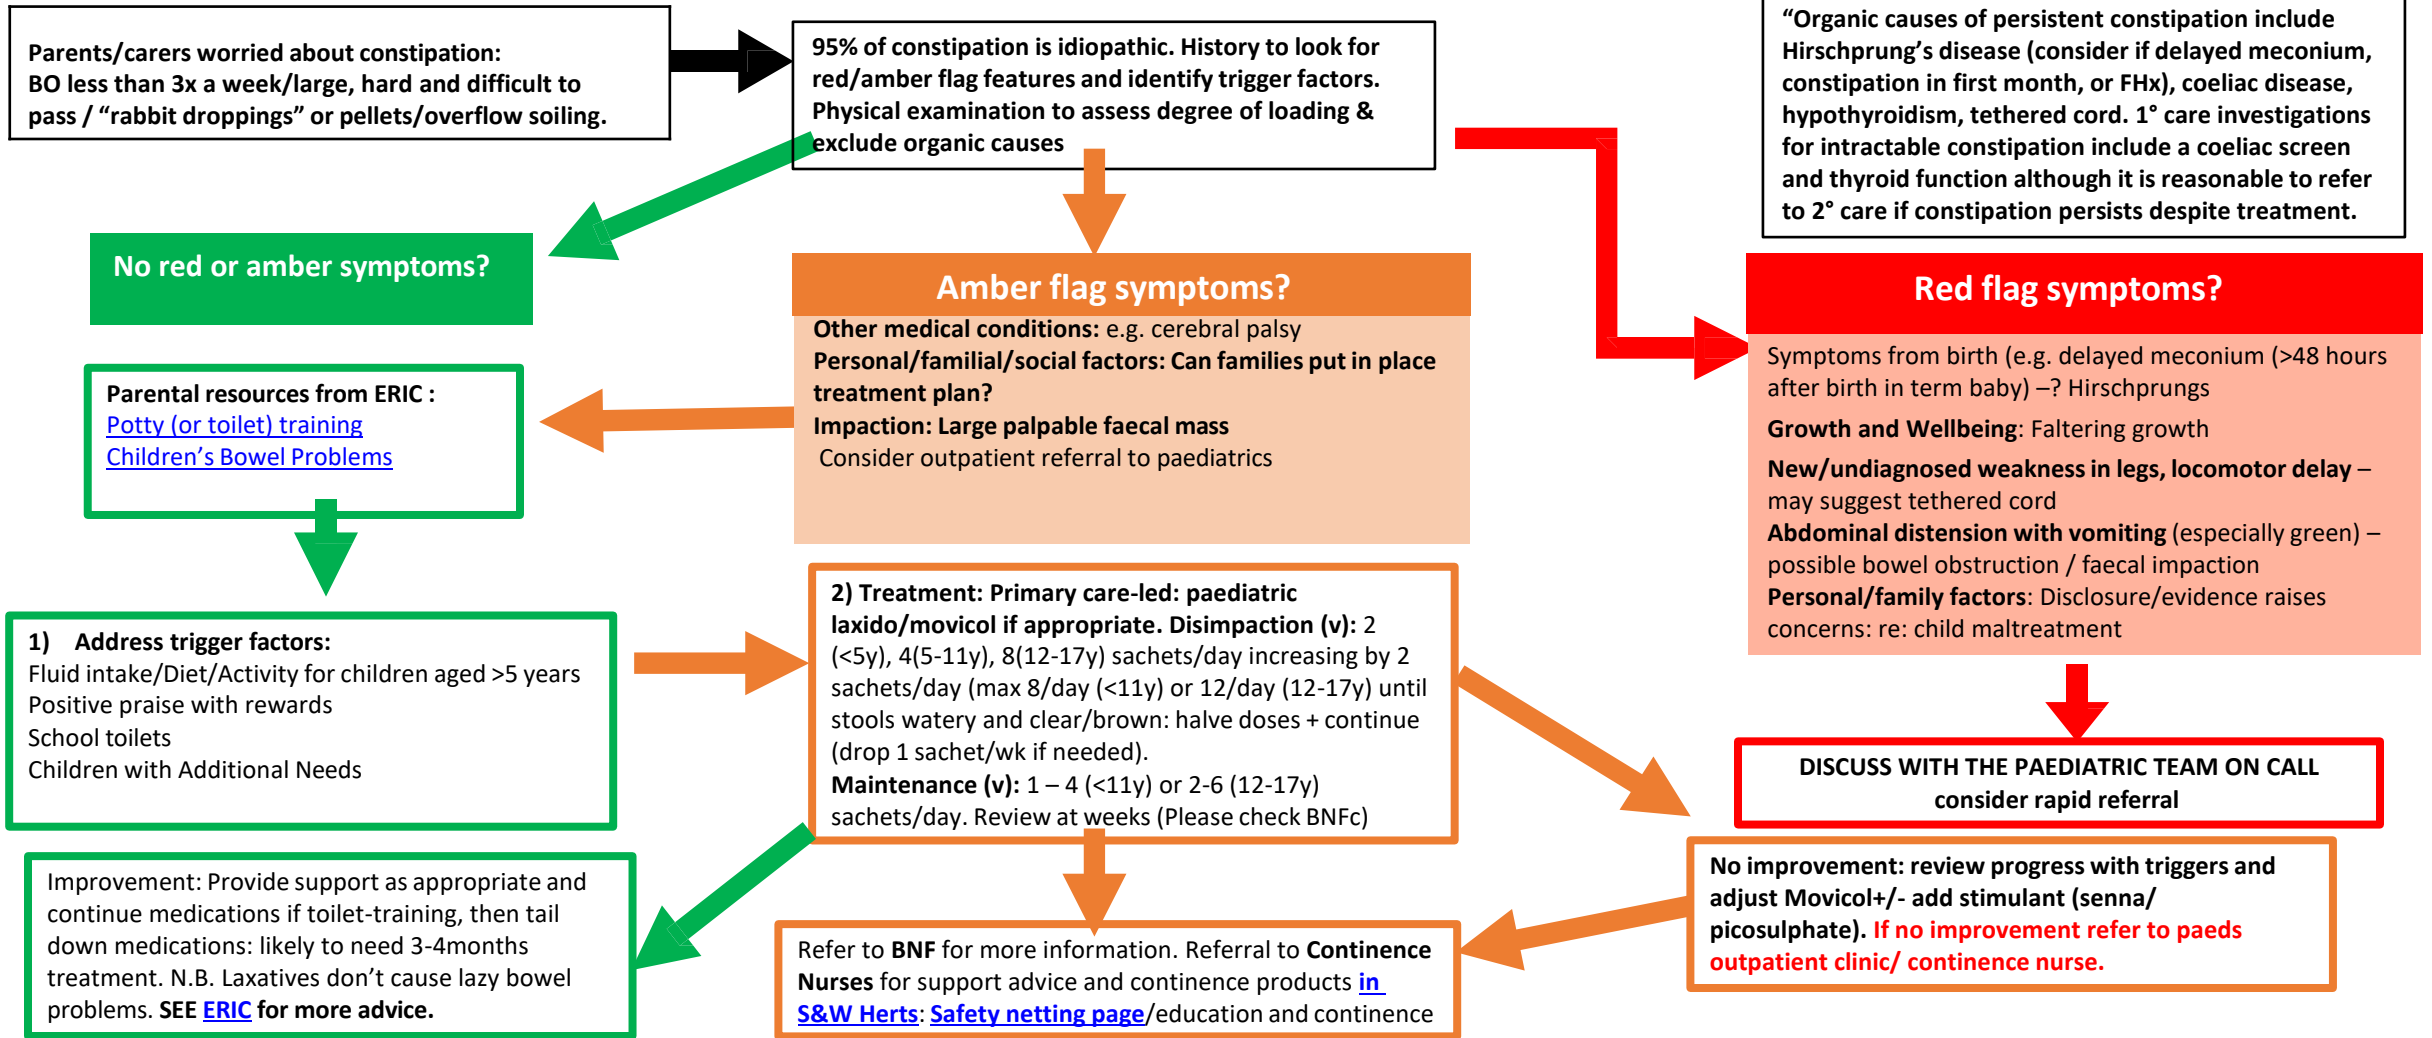 Parents/carers worried about constipation:
BO less than 3x a week/large, hard and difficult to
pass / “rabbit droppings” or pellets/overflow soiling.
95% of constipation is idiopathic. History to look for
red/amber flag features and identify trigger factors.
Physical examination to assess degree of loading &
exclude organic causes
“Organic causes of persistent constipation include
Hirschprung’s disease (consider if delayed meconium,
constipation in first month, or FHx), coeliac disease,
hypothyroidism, tethered cord. 1° care investigations
for intractable constipation include a coeliac screen
and thyroid function although it is reasonable to refer
to 2° care if constipation persists despite treatment.
No red or amber symptoms?
Amber flag symptoms?
Other medical conditions: e.g. cerebral palsy
Personal/familial/social factors: Can families put in place
treatment plan?
Impaction: Large palpable faecal mass
Consider outpatient referral to paediatrics
Red flag symptoms?
Symptoms from birth (e.g. delayed meconium (>48 hours
after birth in term baby) –? Hirschprungs
Growth and Wellbeing: Faltering growth
New/undiagnosed weakness in legs, locomotor delay –
may suggest tethered cord
Abdominal distension with vomiting (especially green) –
possible bowel obstruction / faecal impaction
Personal/family factors: Disclosure/evidence raises
concerns: re: child maltreatment
Parental resources from ERIC :
Potty (or toilet) training
Children’s Bowel Problems
1) Address trigger factors:
Fluid intake/Diet/Activity for children aged >5 years
Positive praise with rewards
School toilets
Children with Additional Needs
2) Treatment: Primary care-led: paediatric
laxido/movicol if appropriate. Disimpaction (v): 2
(<5y), 4(5-11y), 8(12-17y) sachets/day increasing by 2
sachets/day (max 8/day (<11y) or 12/day (12-17y) until
stools watery and clear/brown: halve doses + continue
(drop 1 sachet/wk if needed).
Maintenance (v): 1 – 4 (<11y) or 2-6 (12-17y)
sachets/day. Review at weeks (Please check BNFc)
DISCUSS WITH THE PAEDIATRIC TEAM ON CALL
consider rapid referral
Improvement: Provide support as appropriate and
continue medications if toilet-training, then tail
down medications: likely to need 3-4months
treatment. N.B. Laxatives don’t cause lazy bowel
problems. SEE ERIC for more advice.
Refer to BNF for more information. Referral to Continence
Nurses for support advice and continence products in
S&W Herts: Safety netting page/education and continence
No improvement: review progress with triggers and
adjust Movicol+/- add stimulant (senna/
picosulphate). If no improvement refer to paeds
outpatient clinic/ continence nurse.